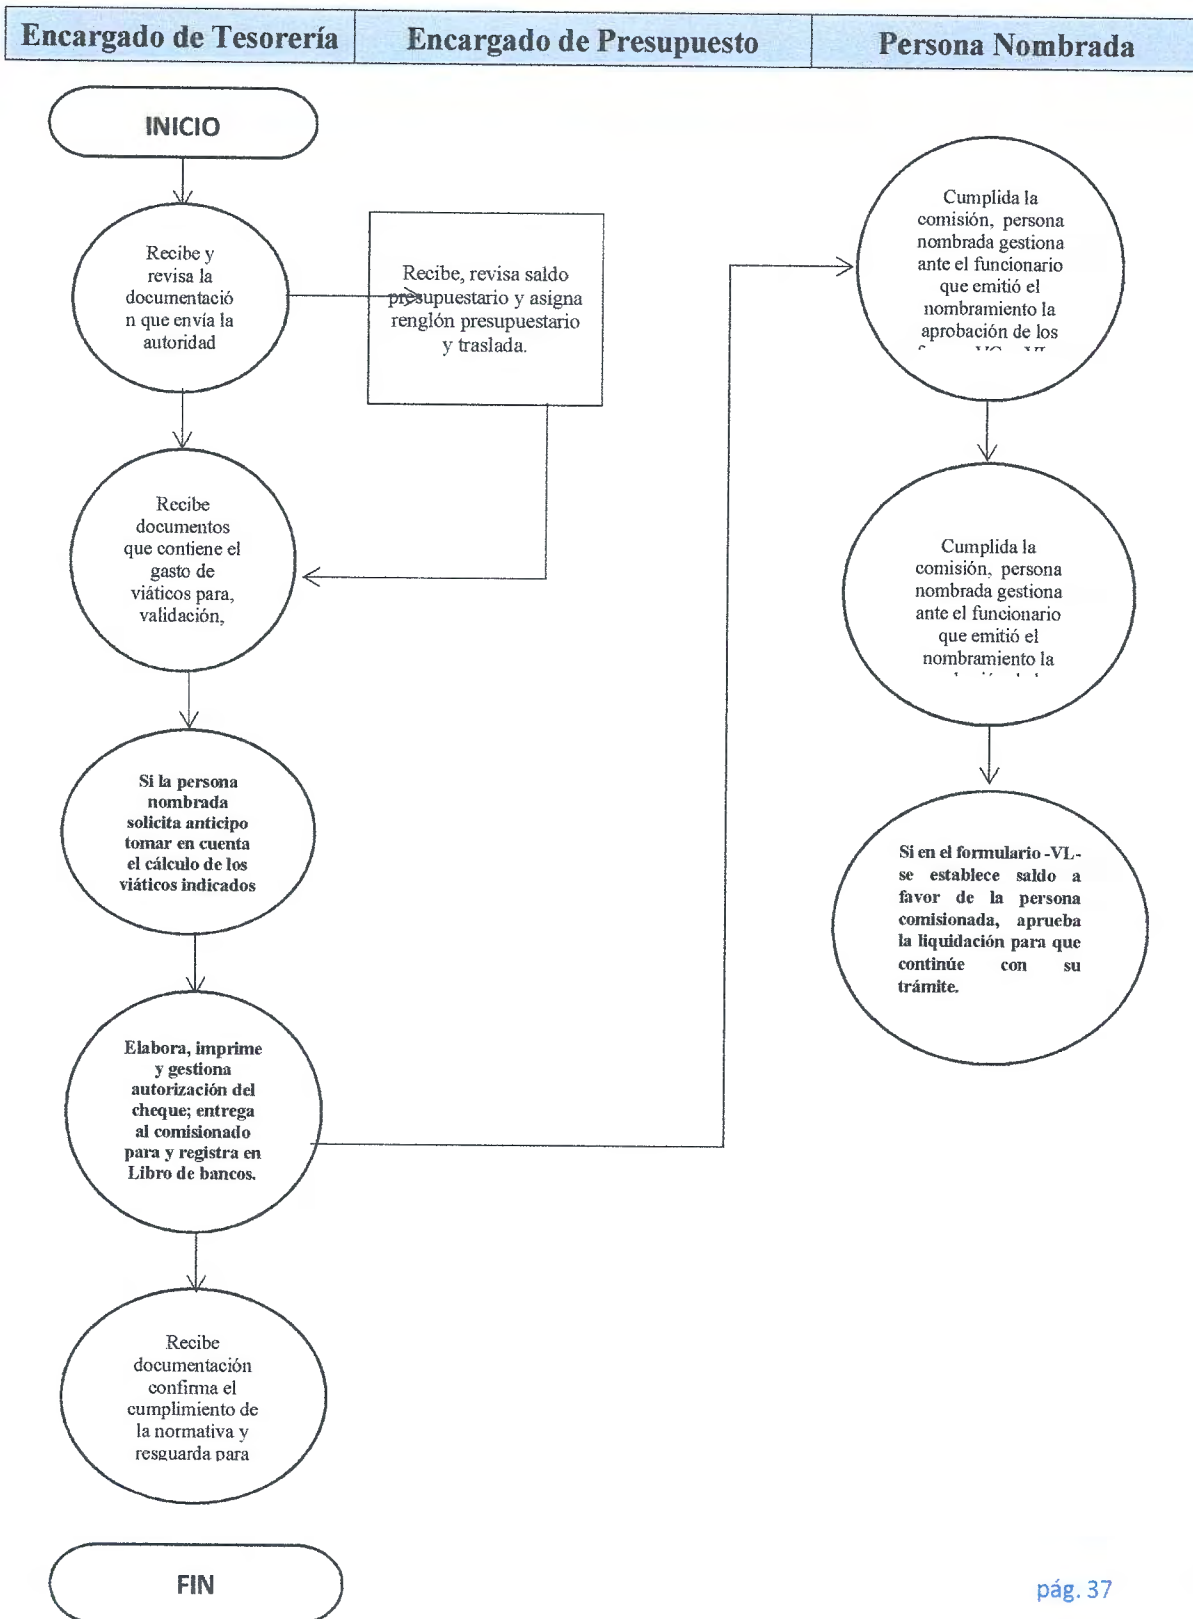 Encargado de Tesorería
Encargado de Presupuesto
Persona Nombrada
INICIO
Recibe y
revisa la
documentació
n que envía la
autoridad
Recibe, revisa saldo
presupuestario y asigna
renglón presupuestario
y traslada.
Recibe
documentos
que contiene el
gasto de
viáticos para,
validación,
Si la persona
nombrada
solicita anticipo
tomar en cuenta
el cálculo de los
viáticos indicados
Elabora, imprime
y gestiona
autorización del
cheque; entrega
al comisionado
para y registra en
Libro de bancos.
Recibe
documentación
confirma el
cumplimiento de
la normativa y
resguarda para
FIN
Cumplida la
comisión, persona
nombrada gestiona
ante el funcionario
que emitió el
nombramiento la
aprobación de los
Cumplida la
comisión, persona
nombrada gestiona
ante el funcionario
que emitió el
nombramiento la
Si en el formulario -VL-
se establece saldo a
favor de la persona
comisionada, aprueba
la liquidación para que
continúe con su
trámite.
pág. 37